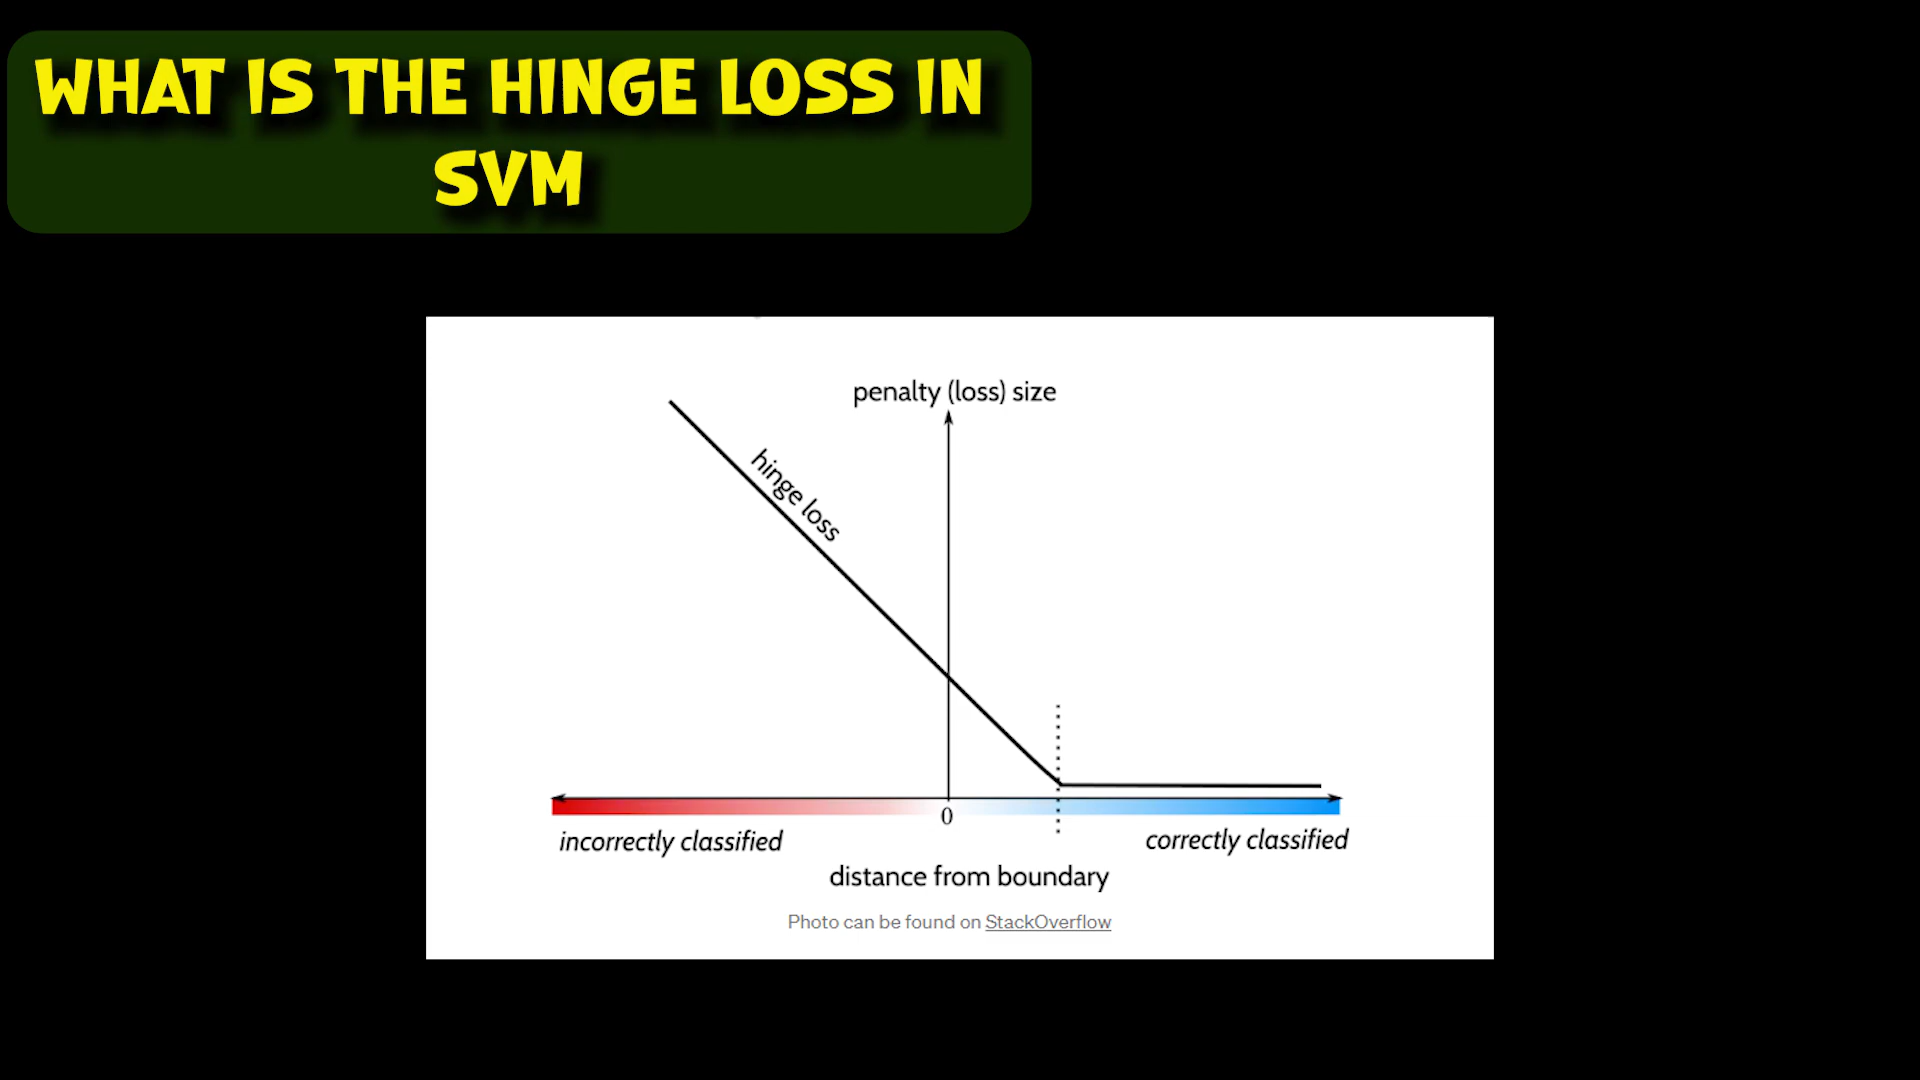 WHAT IS THE HINGE LOSS IN
SVM
penalty (loss) size
hinge loss
0
incorrectly classified
correctly classified
distance from boundary
Photo can be found on StackOverflow